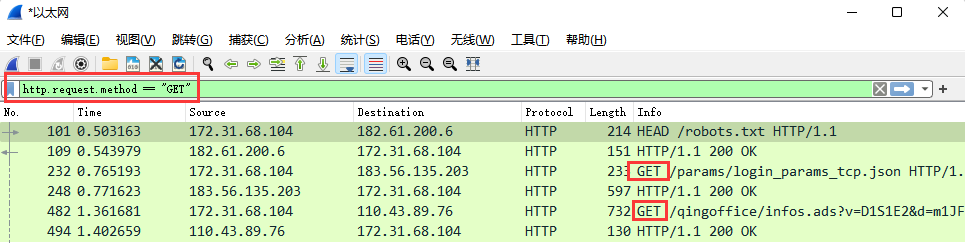 *以太网
文件(F) 编辑(E) 视图(V) 跳转(G) 捕获(C) 分析(A) 统计(S) 电话(Y) 无线(W) 工具(T) 帮助(H)
http.request.method == "GET"
No. Time Source Destination Protocol Length Info
101 0.503163 172.31.68.104 182.61.200.6 HTTP 214 HEAD /robots.txt HTTP/1.1
109 0.543979 182.61.200.6 172.31.68.104 HTTP 151 HTTP/1.1 200 OK
232 0.765193 172.31.68.104 183.56.135.203 HTTP 233 GET /params/login_params_tcp.json HTTP/1.
248 0.771623 183.56.135.203 172.31.68.104 HTTP 597 HTTP/1.1 200 OK
482 1.361681 172.31.68.104 110.43.89.76 HTTP 732 GET /qingoffice/infos.ads?v=D1S1E2&d=m1JF
494 1.402659 110.43.89.76 172.31.68.104 HTTP 130 HTTP/1.1 200 OK